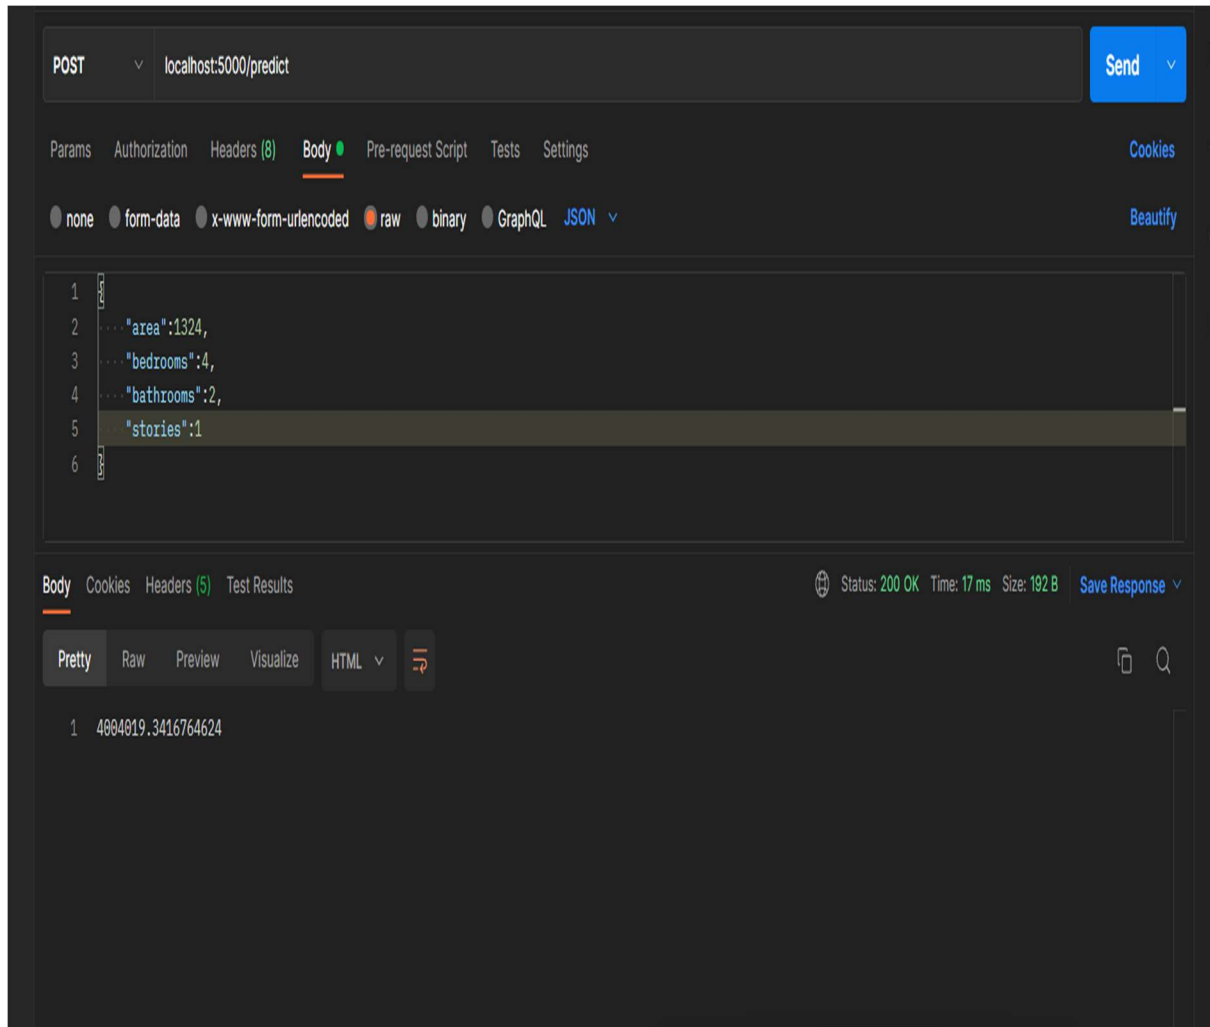 POST localhost:5000/predict Send
Params Authorization Headers (8) Body Pre-request Script Tests Settings Cookies
none form-data x-www-form-urlencoded raw binary GraphQL JSON Beautify
1 {
2 "area":1324,
3 "bedrooms":4,
4 "bathrooms":2,
5 "stories":1
6 }
Body Cookies Headers (5) Test Results Status: 200 OK Time: 17 ms Size: 192 B Save Response
Pretty Raw Preview Visualize HTML
1 4004019.3416764624